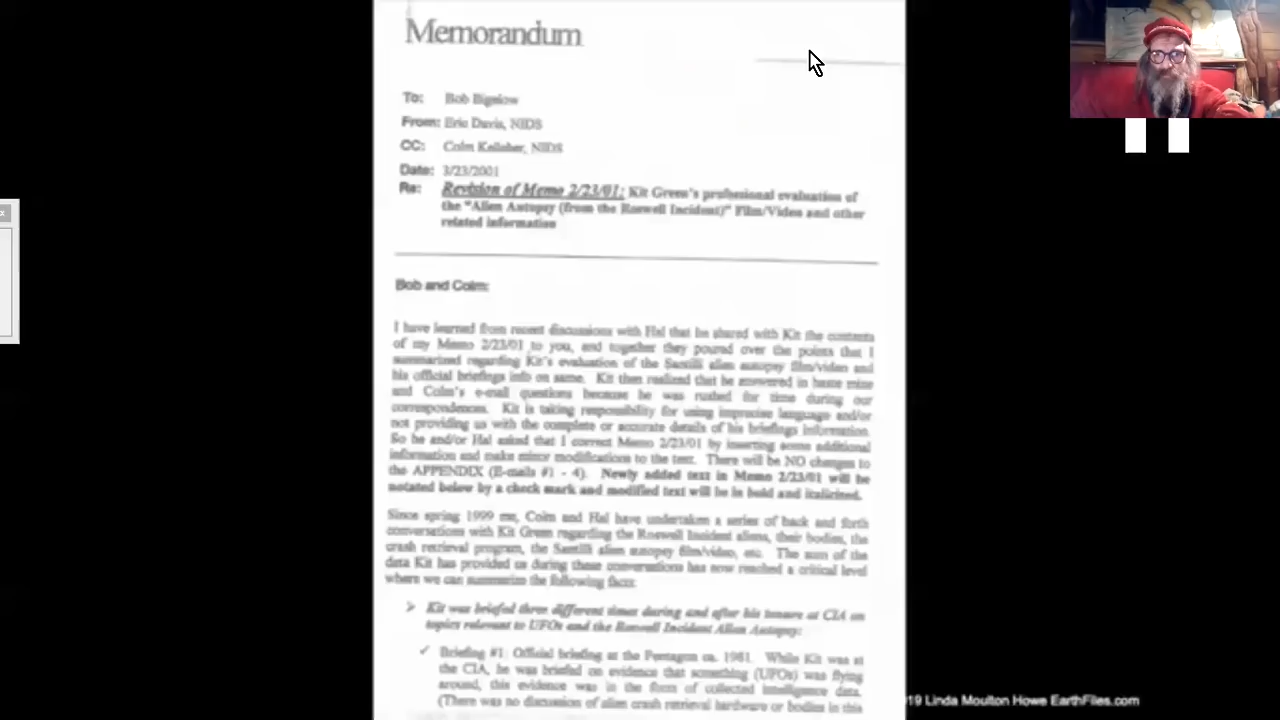 Memorandum
To: Bob Bigelow
From: Eric Davis, NIDS
CC: Colm Kelleher, NIDS
Date: 3/23/2001
Re: Revision of Memo 2/23/01: Kit Green's professional evaluation of
the "Alien Autopsy (from the Roswell Incident)" Film/Video and other
related information
Bob and Colm:
I have learned from recent discussions with Hal that he shared with Kit the contents
of my Memo 2/23/01 to you, and together they poured over the points that I
summarized regarding Kit's evaluation of the Santilli alien autopsy film/video and
his official briefings info on same. Kit then realized that he answered in haste mine
and Colm's e-mail questions because he was rushed for time during our
correspondences. Kit is taking responsibility for using imprecise language and/or
not providing us with the complete or accurate details of his briefings information.
So he and/or Hal asked that I correct Memo 2/23/01 by inserting some additional
information and make minor modifications to the text. There will be NO changes to
the APPENDIX (E-mails #1 - 4). Newly added text in Memo 2/23/01 will be
notated below by a check mark and modified text will be in bold and italicized.
Since spring 1999 me, Colm and Hal have undertaken a series of back and forth
conversations with Kit Green regarding the Roswell Incident aliens, their bodies, the
crash retrieval program, the Santilli alien autopsy film/video, etc. The sum of the
data Kit has provided us during these conversations has now reached a critical level
where we can summarize the following facts:
➢ Kit was briefed three different times during and after his tenure at CIA on
topics relevant to UFOs and the Roswell Incident Alien Autopsy:
✓ Briefing #1: Official briefing at the Pentagon ca. 1981. While Kit was at
the CIA, he was briefed on evidence that something (UFOs) was flying
around, this evidence was in the form of collected intelligence data.
(There was no discussion of alien crash retrieval hardware or bodies in this
19 Linda Moulton Howe EarthFiles.com
x